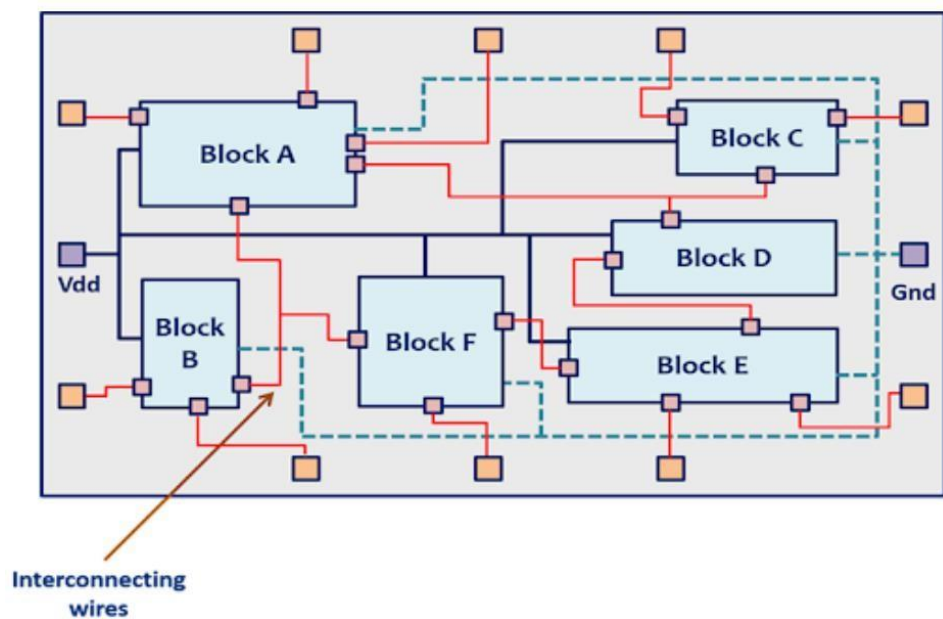 Block A
Block C
Vdd
Block D
Gnd
Block
B
Block F
Block E
Interconnecting
wires